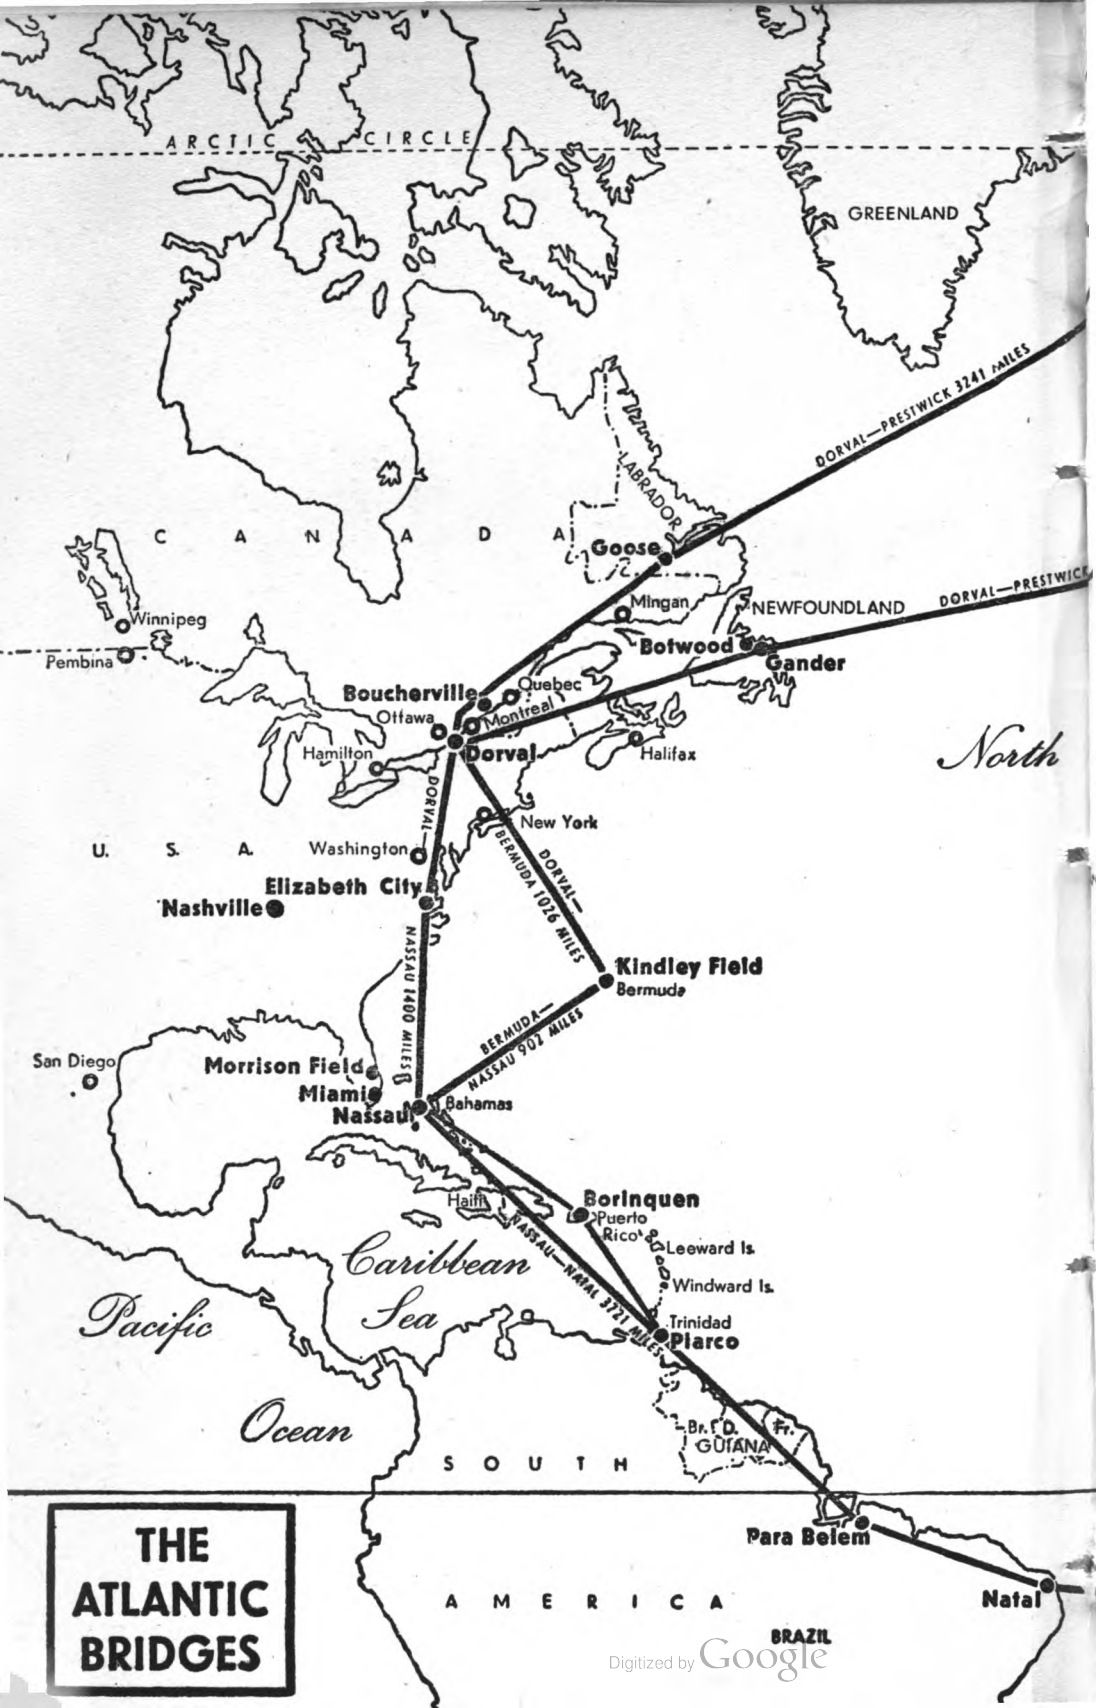 ARCTIC CIRCLE
GREENLAND
DORVAL—PRESTWICK 3241 MILES
LABRADOR
CANADA
Goose
DORVAL—PRESTWICK
Mingan
NEWFOUNDLAND
Winnipeg
Botwood
Pembina
Gander
Quebec
Boucherville
Ottawa
Montreal
Hamilton
Dorval
Halifax
North
DORVAL—
NASSAU 1400 MILES
New York
U. S. A.
Washington
DORVAL—
BERMUDA 1026 MILES
Elizabeth City
Nashville
Kindley Field
Bermuda
BERMUDA—
NASSAU 902 MILES
San Diego
Morrison Field
Miami
Nassau
Bahamas
Haiti
Borinquen
Puerto
Rico
NASSAU—NATAL 3721 MILES
Leeward Is.
Caribbean
Sea
Windward Is.
Pacific
Ocean
Trinidad
Piarco
Br. D. Fr.
GUIANA
SOUTH
AMERICA
Para Belem
Natal
BRAZIL
THE
ATLANTIC
BRIDGES
Digitized by Google